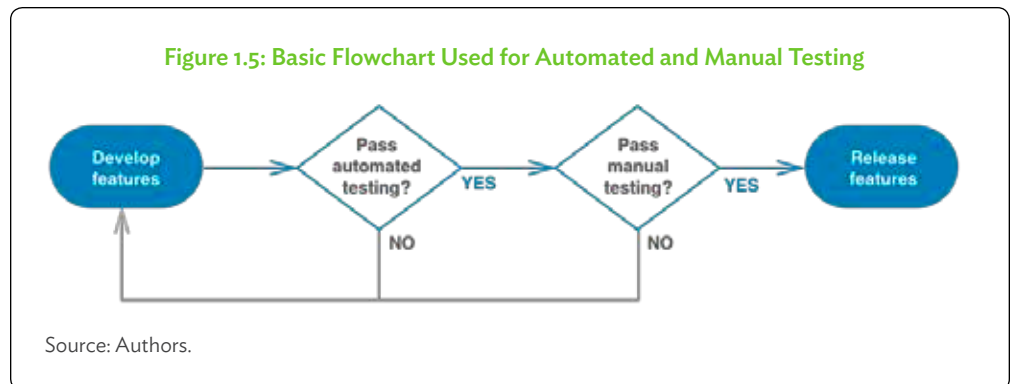 Figure 1.5: Basic Flowchart Used for Automated and Manual Testing
Develop
features
Pass
automated
testing?
YES
NO
Pass
manual
testing?
YES
NO
Release
features
Source: Authors.